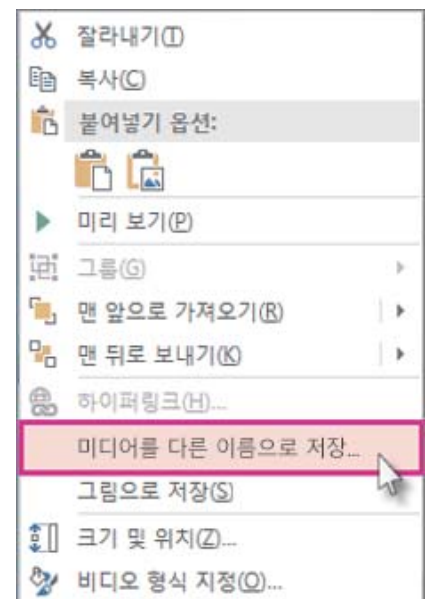 잘라내기(T)
복사(C)
붙여넣기 옵션:
미리 보기(P)
그룹(G)
맨 앞으로 가져오기(R)
맨 뒤로 보내기(K)
하이퍼링크(H)...
미디어를 다른 이름으로 저장...
그림으로 저장(S)
크기 및 위치(Z)...
비디오 형식 지정(O)...